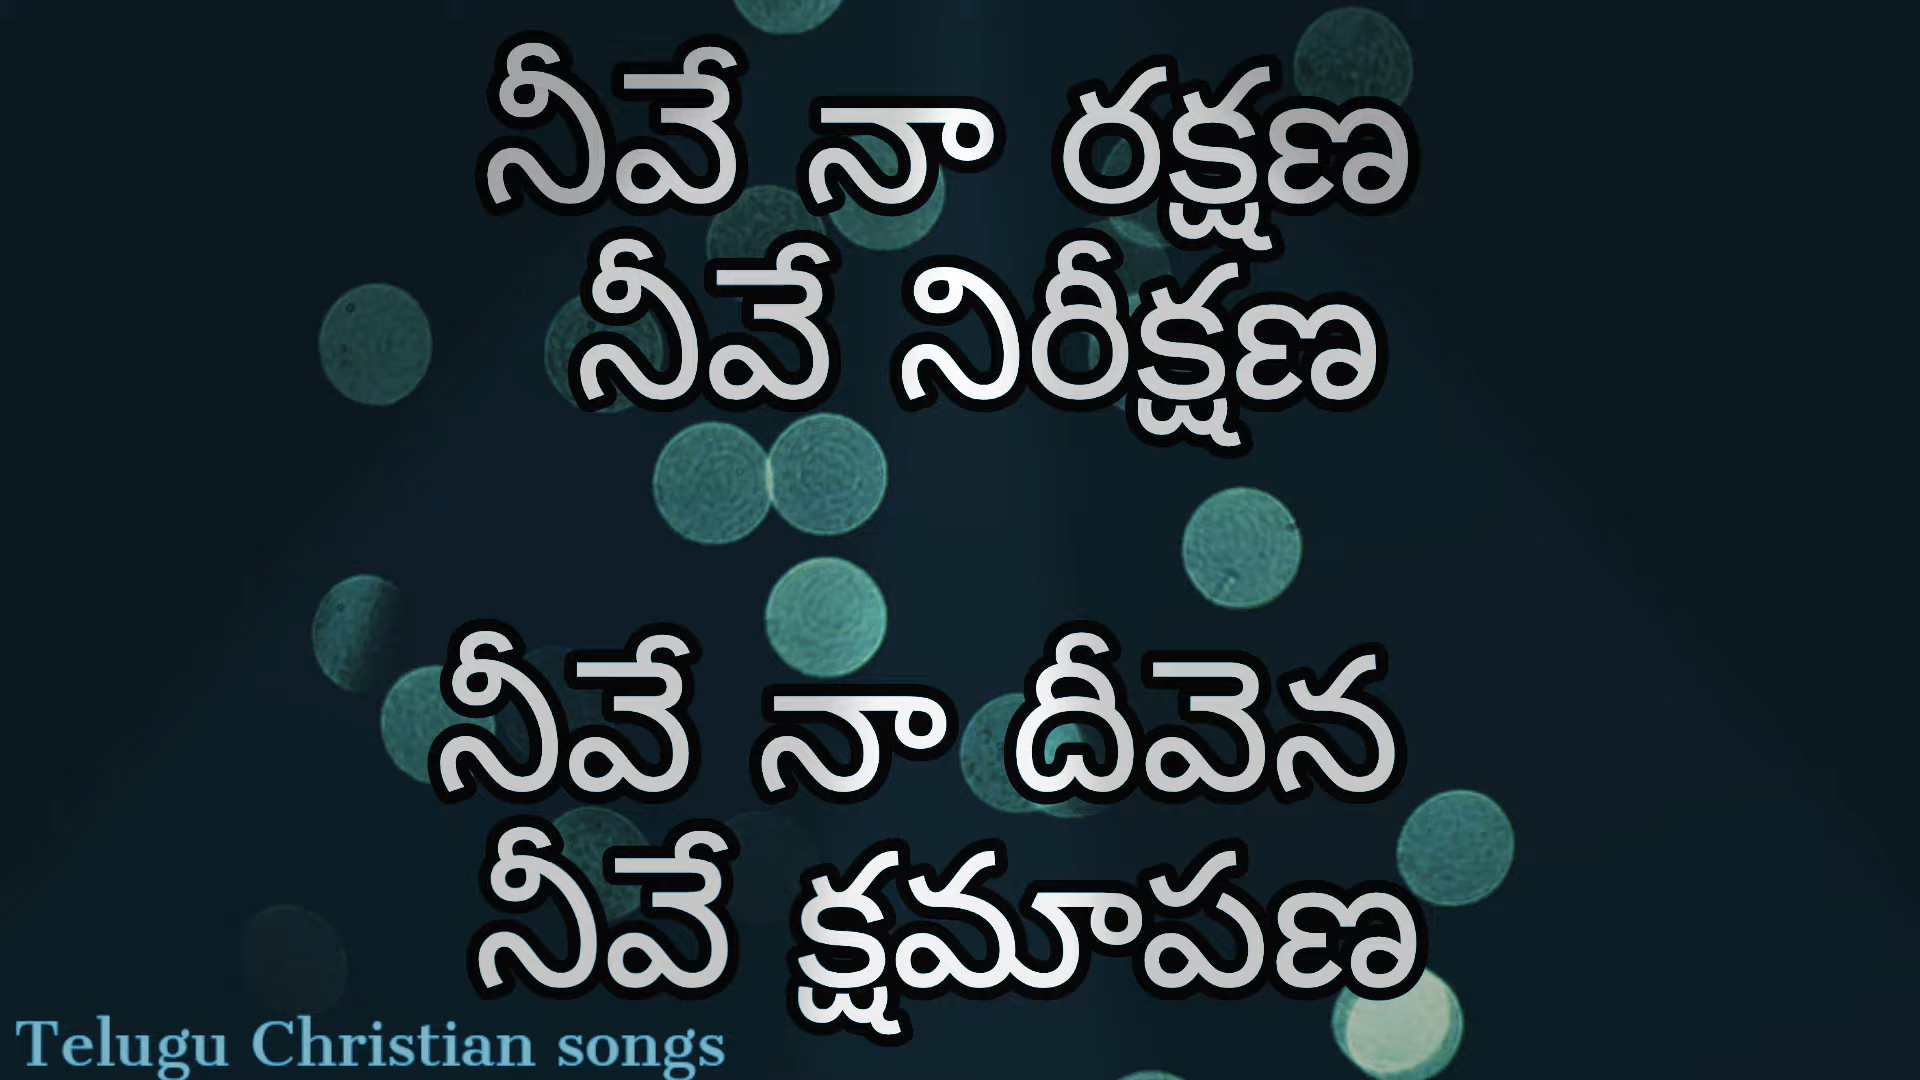 నీవే నా రక్షణ
నీవే నిరీక్షణ
నీవే నా దీవెన
నీవే క్షమాపణ
Telugu Christian songs